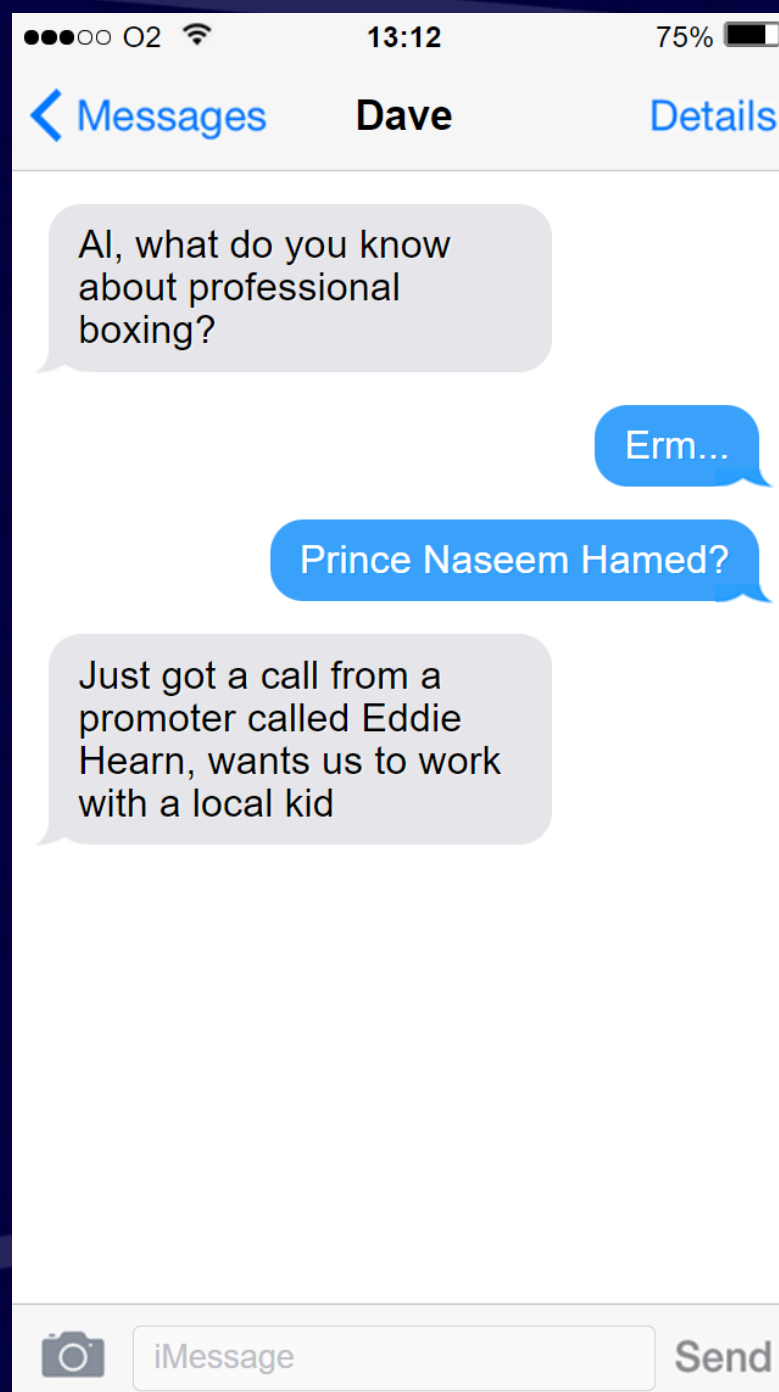 O2 13:12 75%
Messages Dave Details
Al, what do you know
about professional
boxing?
Erm...
Prince Naseem Hamed?
Just got a call from a
promoter called Eddie
Hearn, wants us to work
with a local kid
iMessage Send